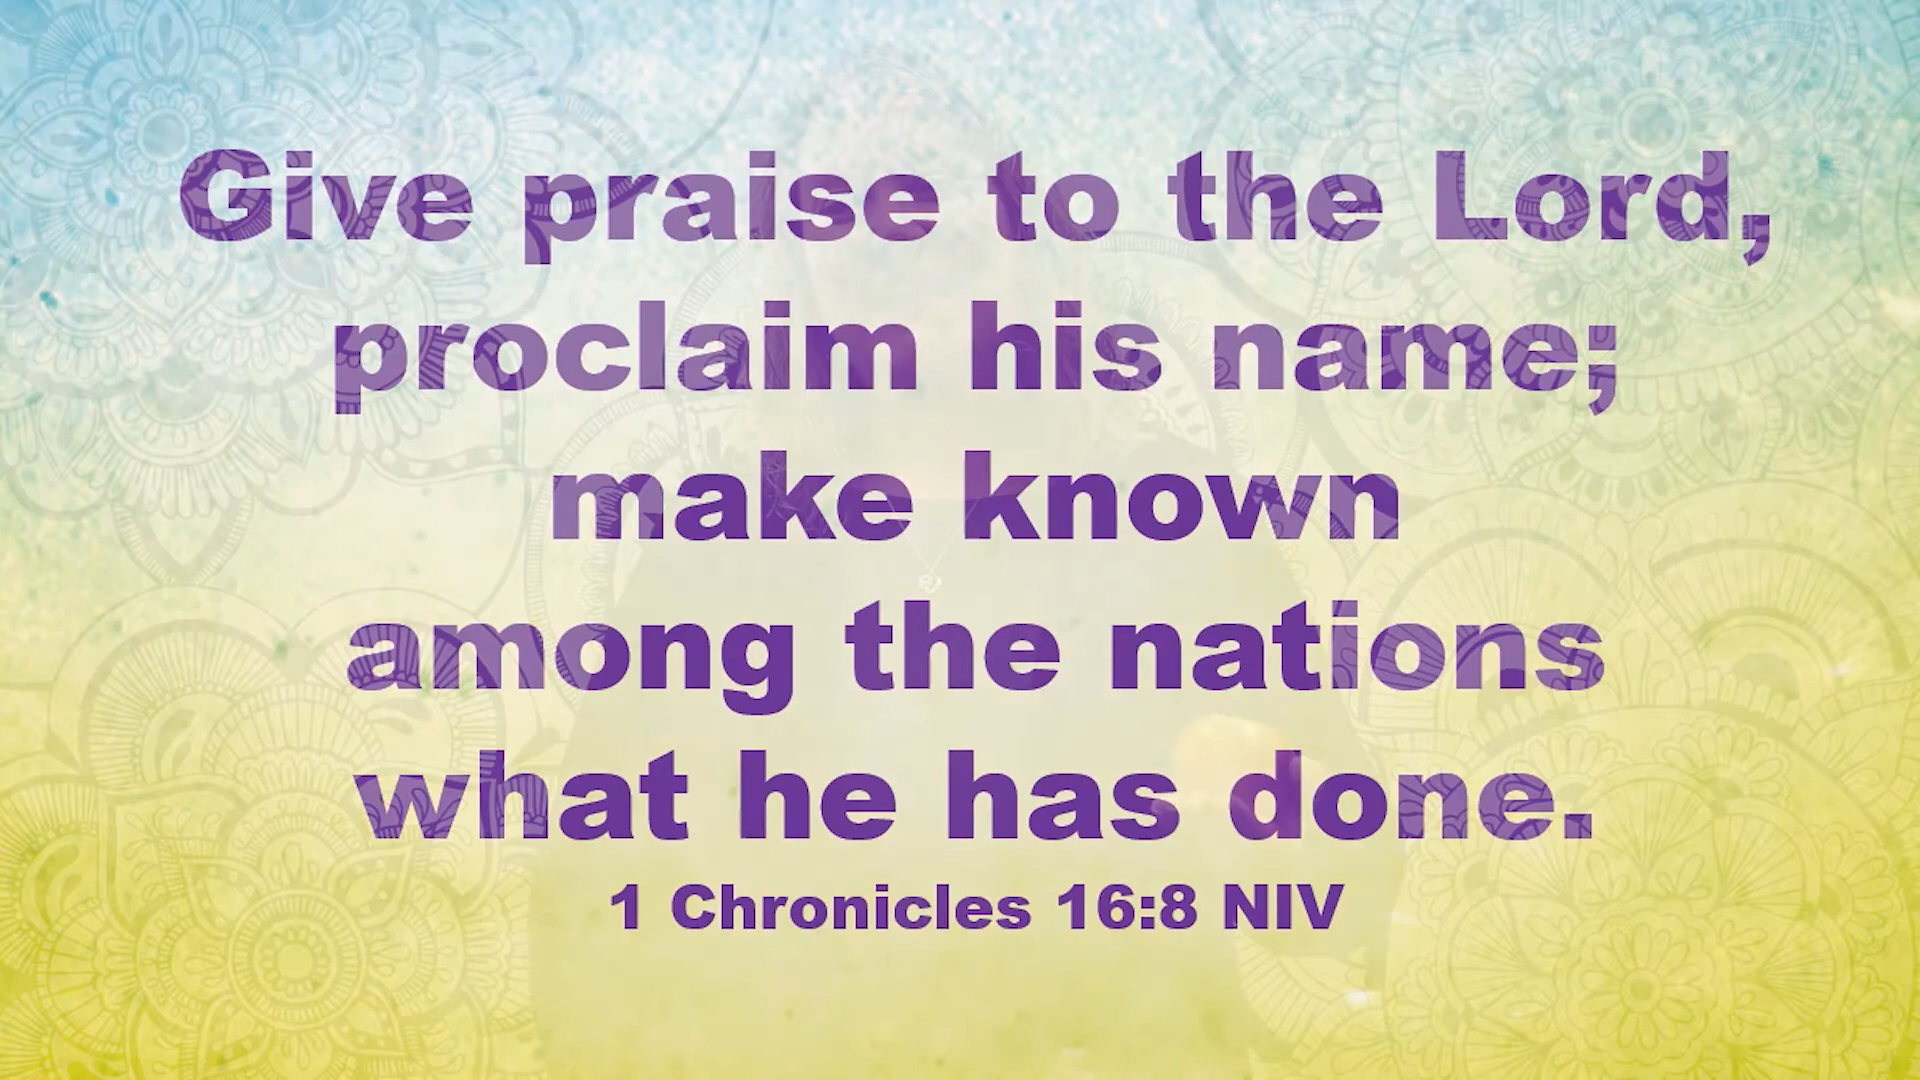 Give praise to the Lord,
proclaim his name;
make known
among the nations
what he has done.
1 Chronicles 16:8 NIV